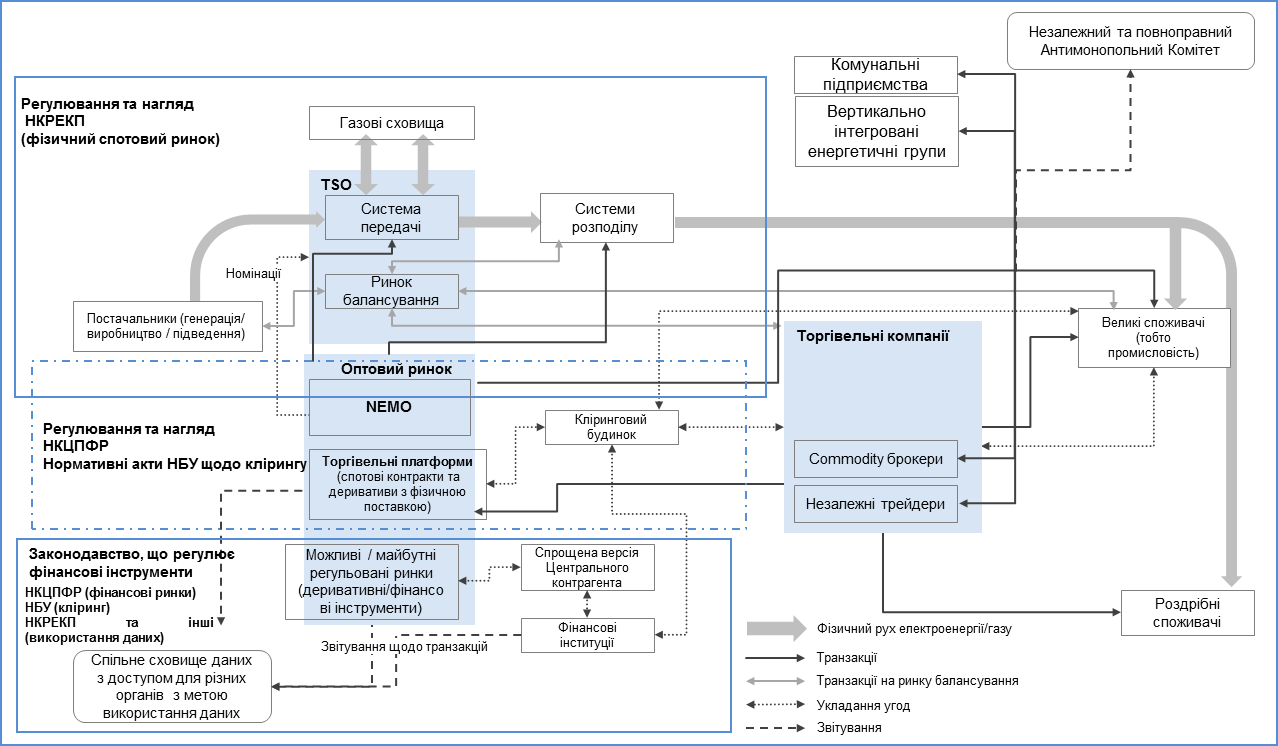 Незалежний та повноправний
Антимонопольний Комітет
Комунальні
підприємства
Вертикально
інтегровані
енергетичні групи
Регулювання та нагляд
НКРЕКП
(фізичний спотовий ринок)
Газові сховища
TSO
Система
передачі
Системи
розподілу
Номінації
Ринок
балансування
Постачальники (генерація/
виробництво / підведення)
Великі споживачі
(тобто
промисловість)
Торгівельні компанії
Оптовий ринок
NEMO
Регулювання та нагляд
НКЦПФР
Нормативні акти НБУ щодо клірингу
Кліринговий
будинок
Торгівельні платформи
(спотові контракти та
деривативи з фізичною
поставкою)
Commodity брокери
Незалежні трейдери
Законодавство, що регулює
фінансові інструменти
НКЦПФР (фінансові ринки)
НБУ (кліринг)
НКРЕКП та інші
(використання даних)
Можливі / майбутні
регульовані ринки
(деривативні/фінансо
ві інструменти)
Спрощена версія
Центрального
контрагента
Фінансові
інституції
Звітування щодо транзакцій
Спільне сховище даних
з доступом для різних
органів з метою
використання даних
Роздрібні
споживачі
Фізичний рух електроенергії/газу
Транзакції
Транзакції на ринку балансування
Укладання угод
Звітування